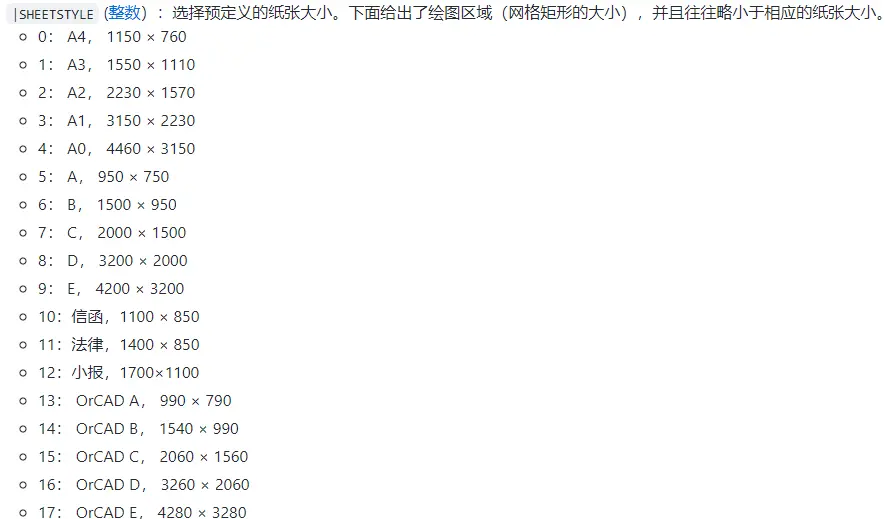 |SHEETSTYLE (整数)：选择预定义的纸张大小。下面给出了绘图区域（网格矩形的大小），并且往往略小于相应的纸张大小。
0： A4， 1150 × 760
1： A3， 1550 × 1110
2： A2， 2230 × 1570
3： A1， 3150 × 2230
4： A0， 4460 × 3150
5： A， 950 × 750
6： B， 1500 × 950
7： C， 2000 × 1500
8： D， 3200 × 2000
9： E， 4200 × 3200
10：信函，1100 × 850
11：法律，1400 × 850
12：小报，1700×1100
13： OrCAD A， 990 × 790
14： OrCAD B， 1540 × 990
15： OrCAD C， 2060 × 1560
16： OrCAD D， 3260 × 2060
17： OrCAD E， 4280 × 3280